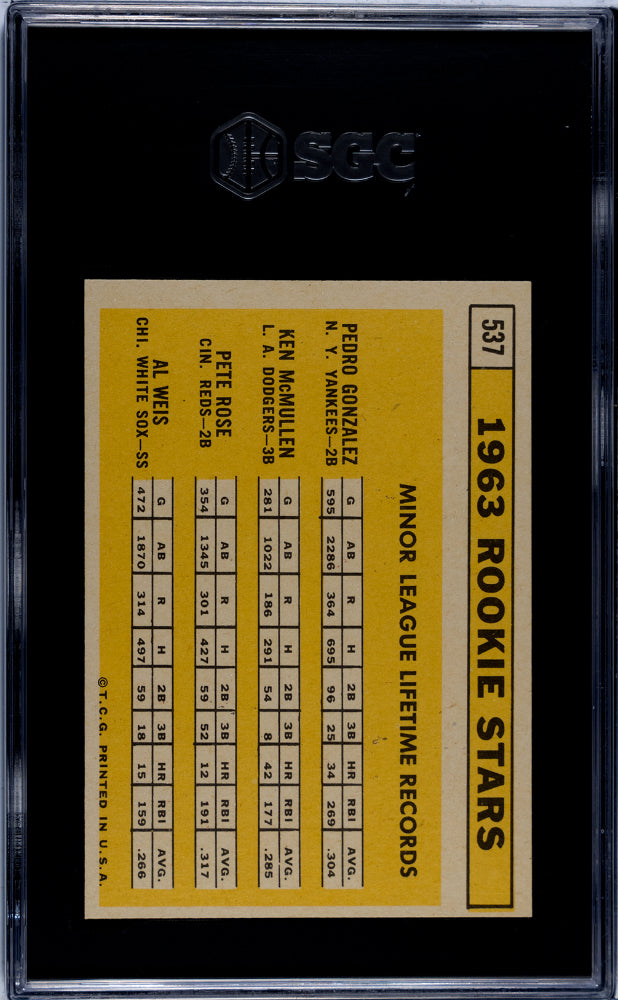 SGC
537
1963 ROOKIE STARS
MINOR LEAGUE LIFETIME RECORDS
G AB R H 2B 3B HR RBI AVG.
PEDRO GONZALEZ
N. Y. YANKEES—2B 595 2286 364 695 96 25 34 269 .304
G AB R H 2B 3B HR RBI AVG.
KEN McMULLEN
L. A. DODGERS—3B 281 1022 186 291 54 8 42 177 .285
G AB R H 2B 3B HR RBI AVG.
PETE ROSE
CIN. REDS—2B 354 1345 301 427 59 52 12 191 .317
G AB R H 2B 3B HR RBI AVG.
AL WEIS
CHI. WHITE SOX—SS 472 1870 314 497 59 18 15 159 .266
© T.C.G. PRINTED IN U.S.A.